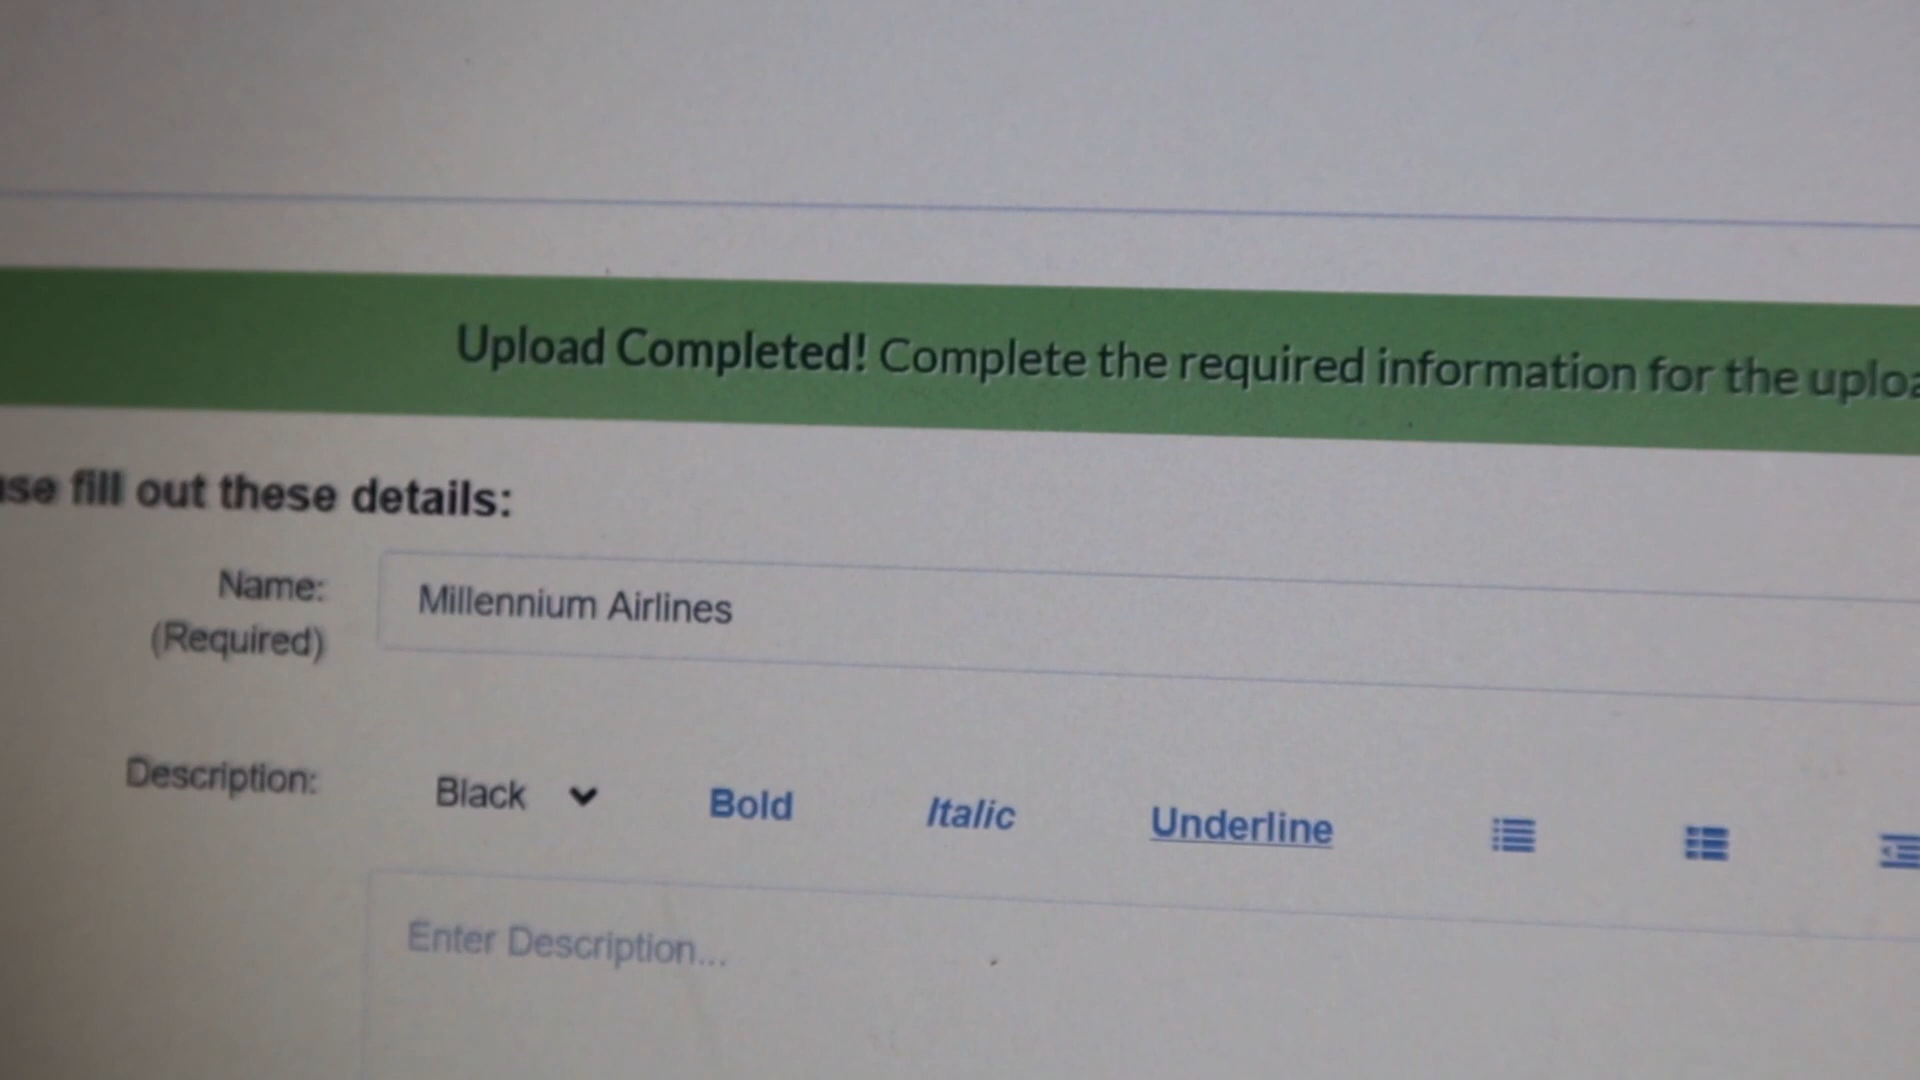 Upload Completed! Complete the required information for the
fill out these details:
Name:
(Required)
Millennium Airlines
Description:
Black
Bold
Italic
Underline
Enter Description...